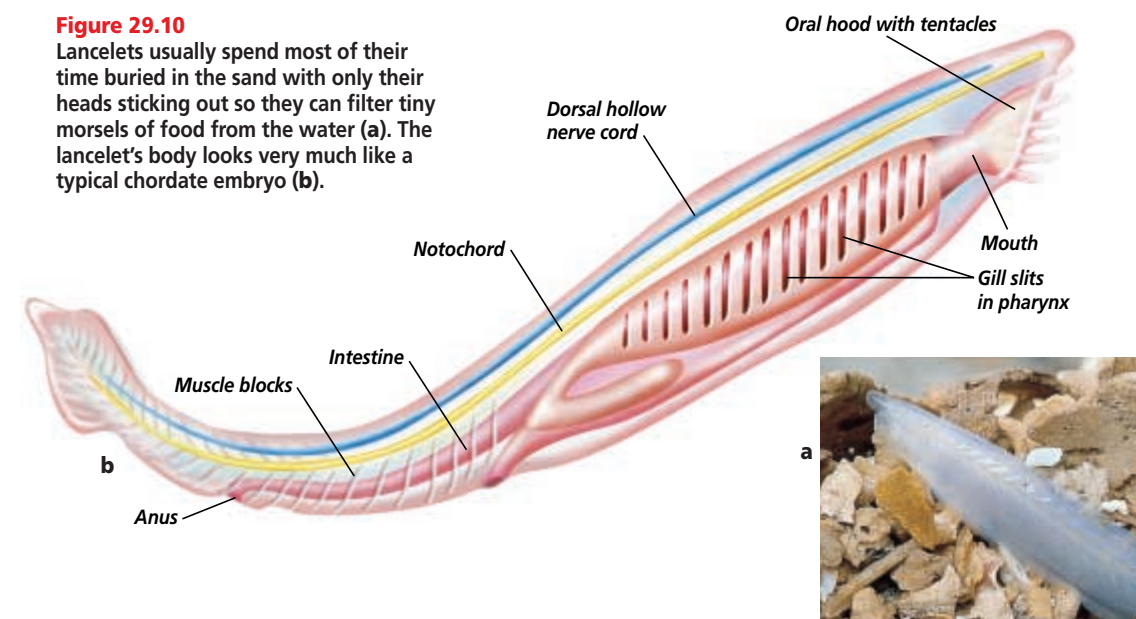 Figure 29.10
Lancelets usually spend most of their
time buried in the sand with only their
heads sticking out so they can filter tiny
morsels of food from the water (a). The
lancelet's body looks very much like a
typical chordate embryo (b).
Oral hood with tentacles
Dorsal hollow
nerve cord
Notochord
Mouth
Gill slits
in pharynx
Intestine
Muscle blocks
a
b
Anus